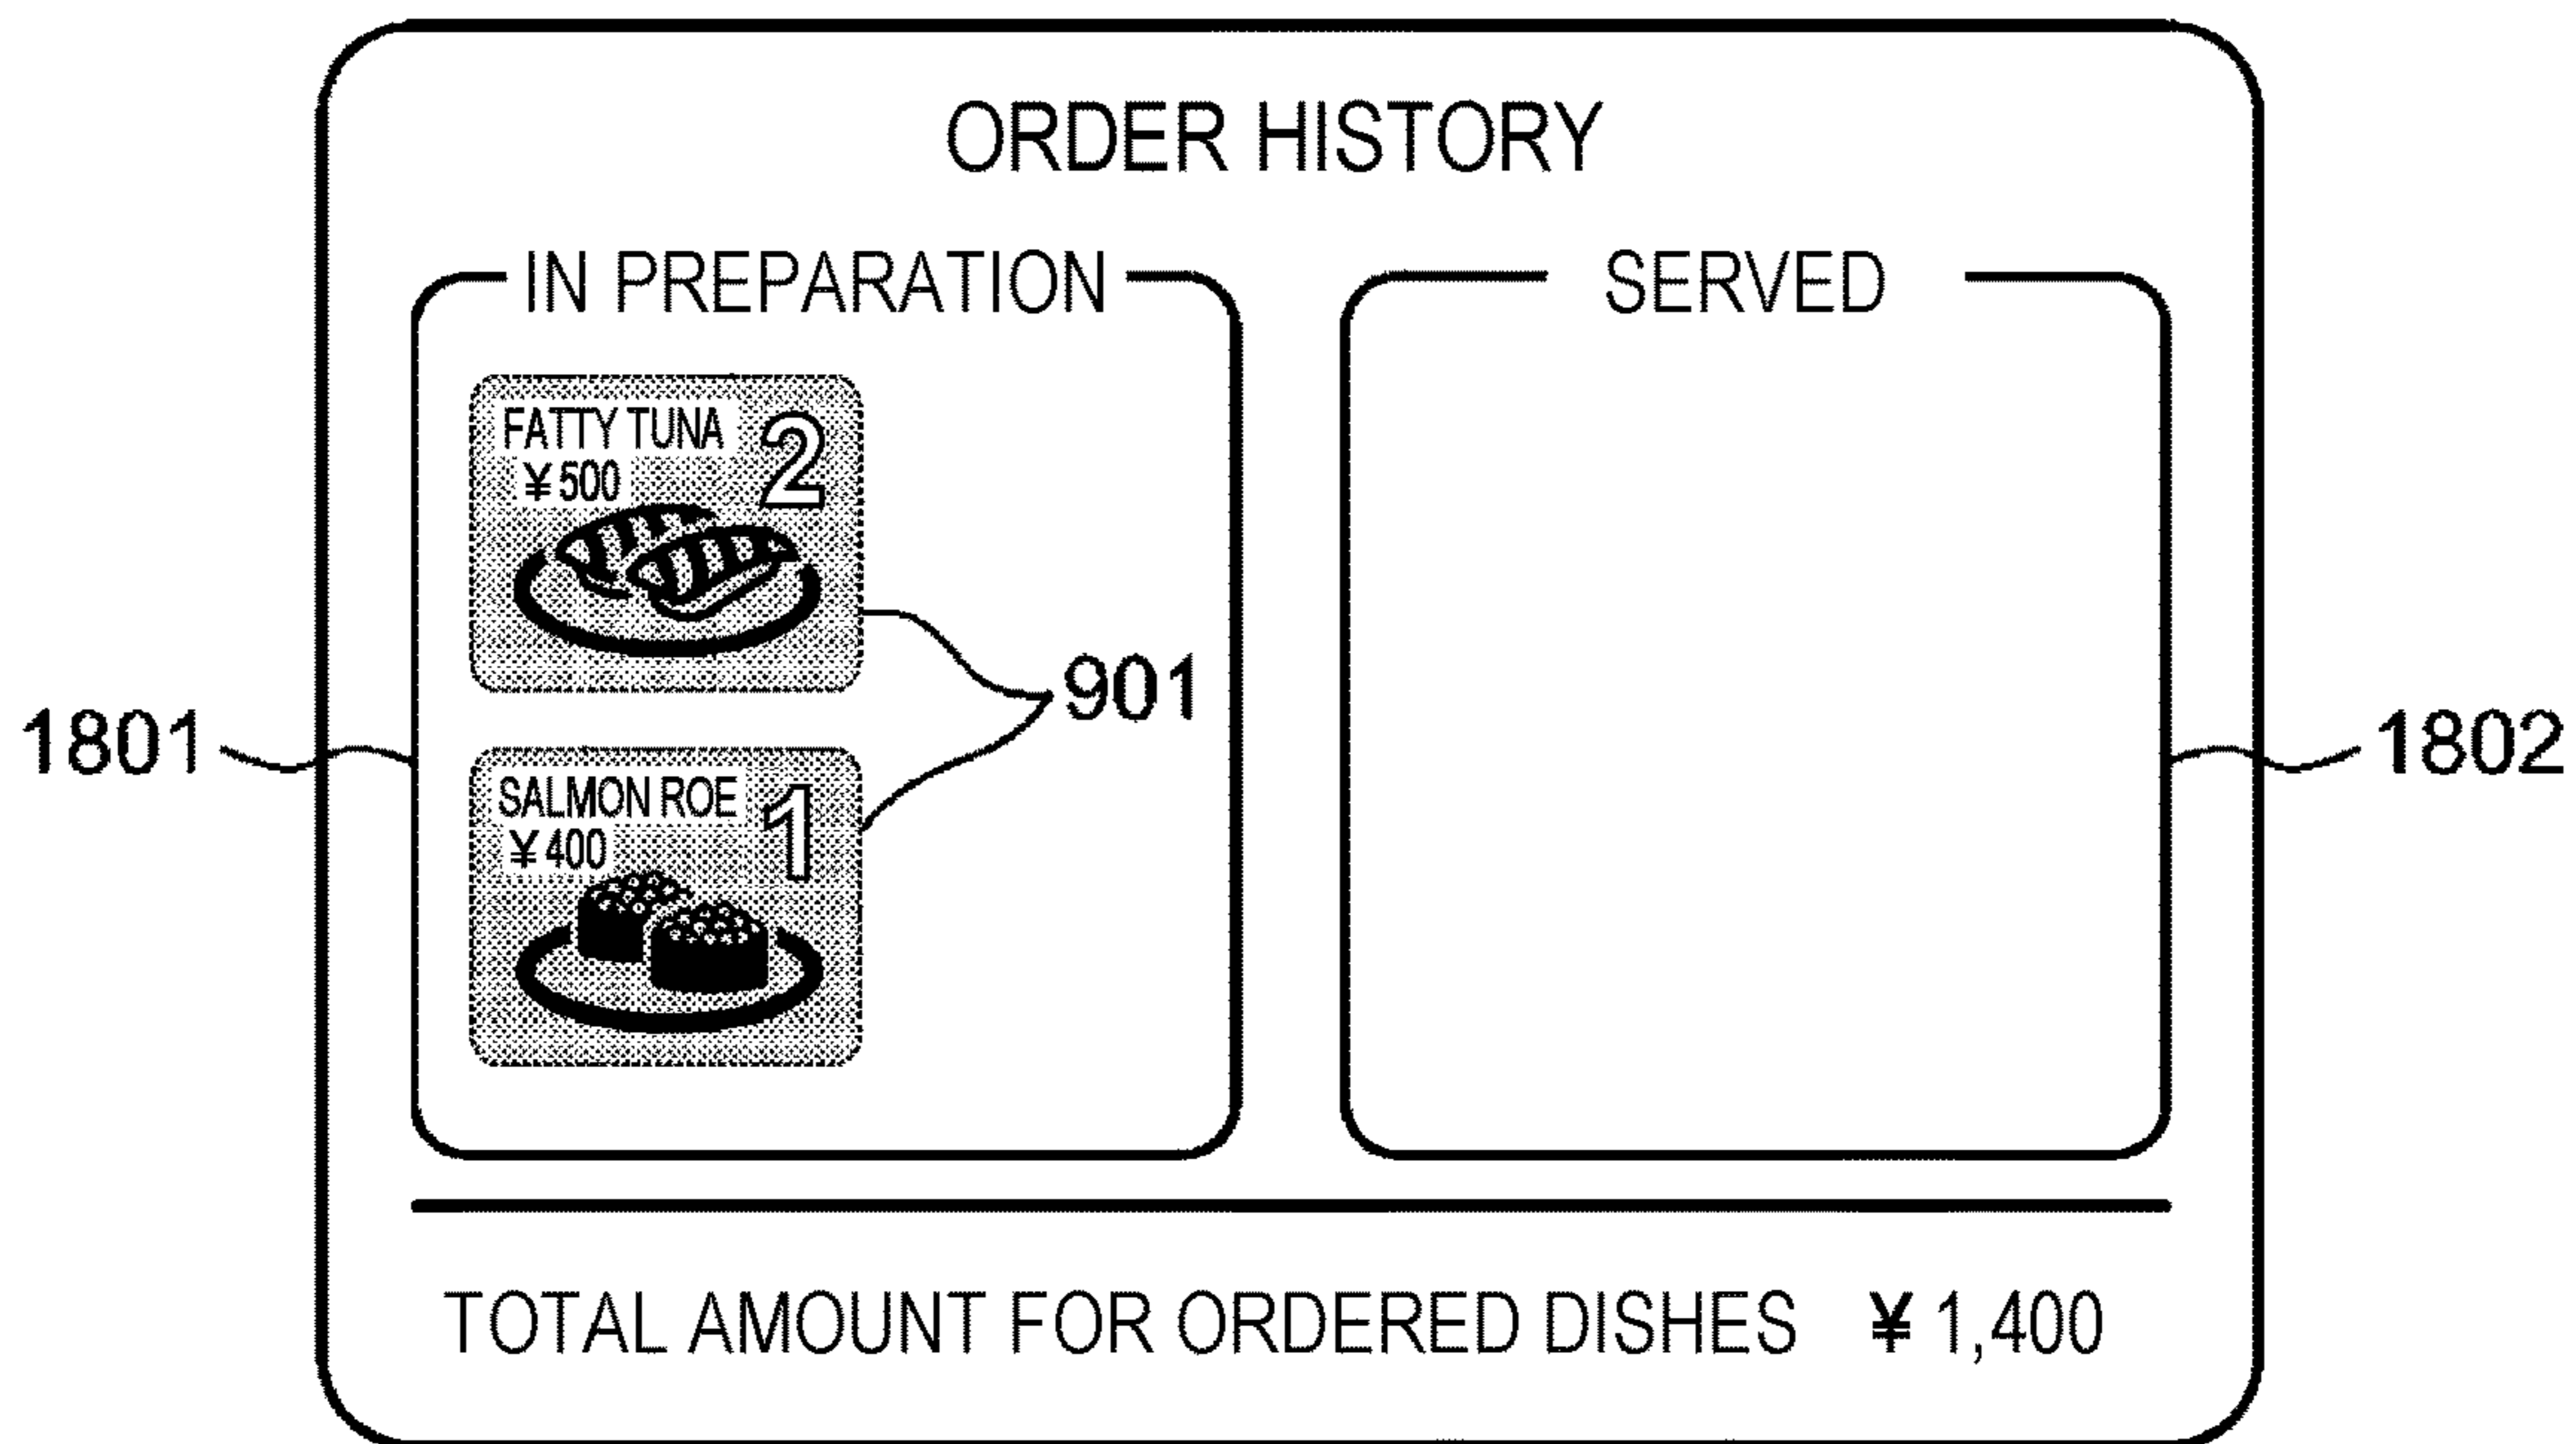 ORDER HISTORY
IN PREPARATION
FATTY TUNA
¥500
2
SALMON ROE
¥400
1
901
1801
SERVED
1802
TOTAL AMOUNT FOR ORDERED DISHES ¥1,400